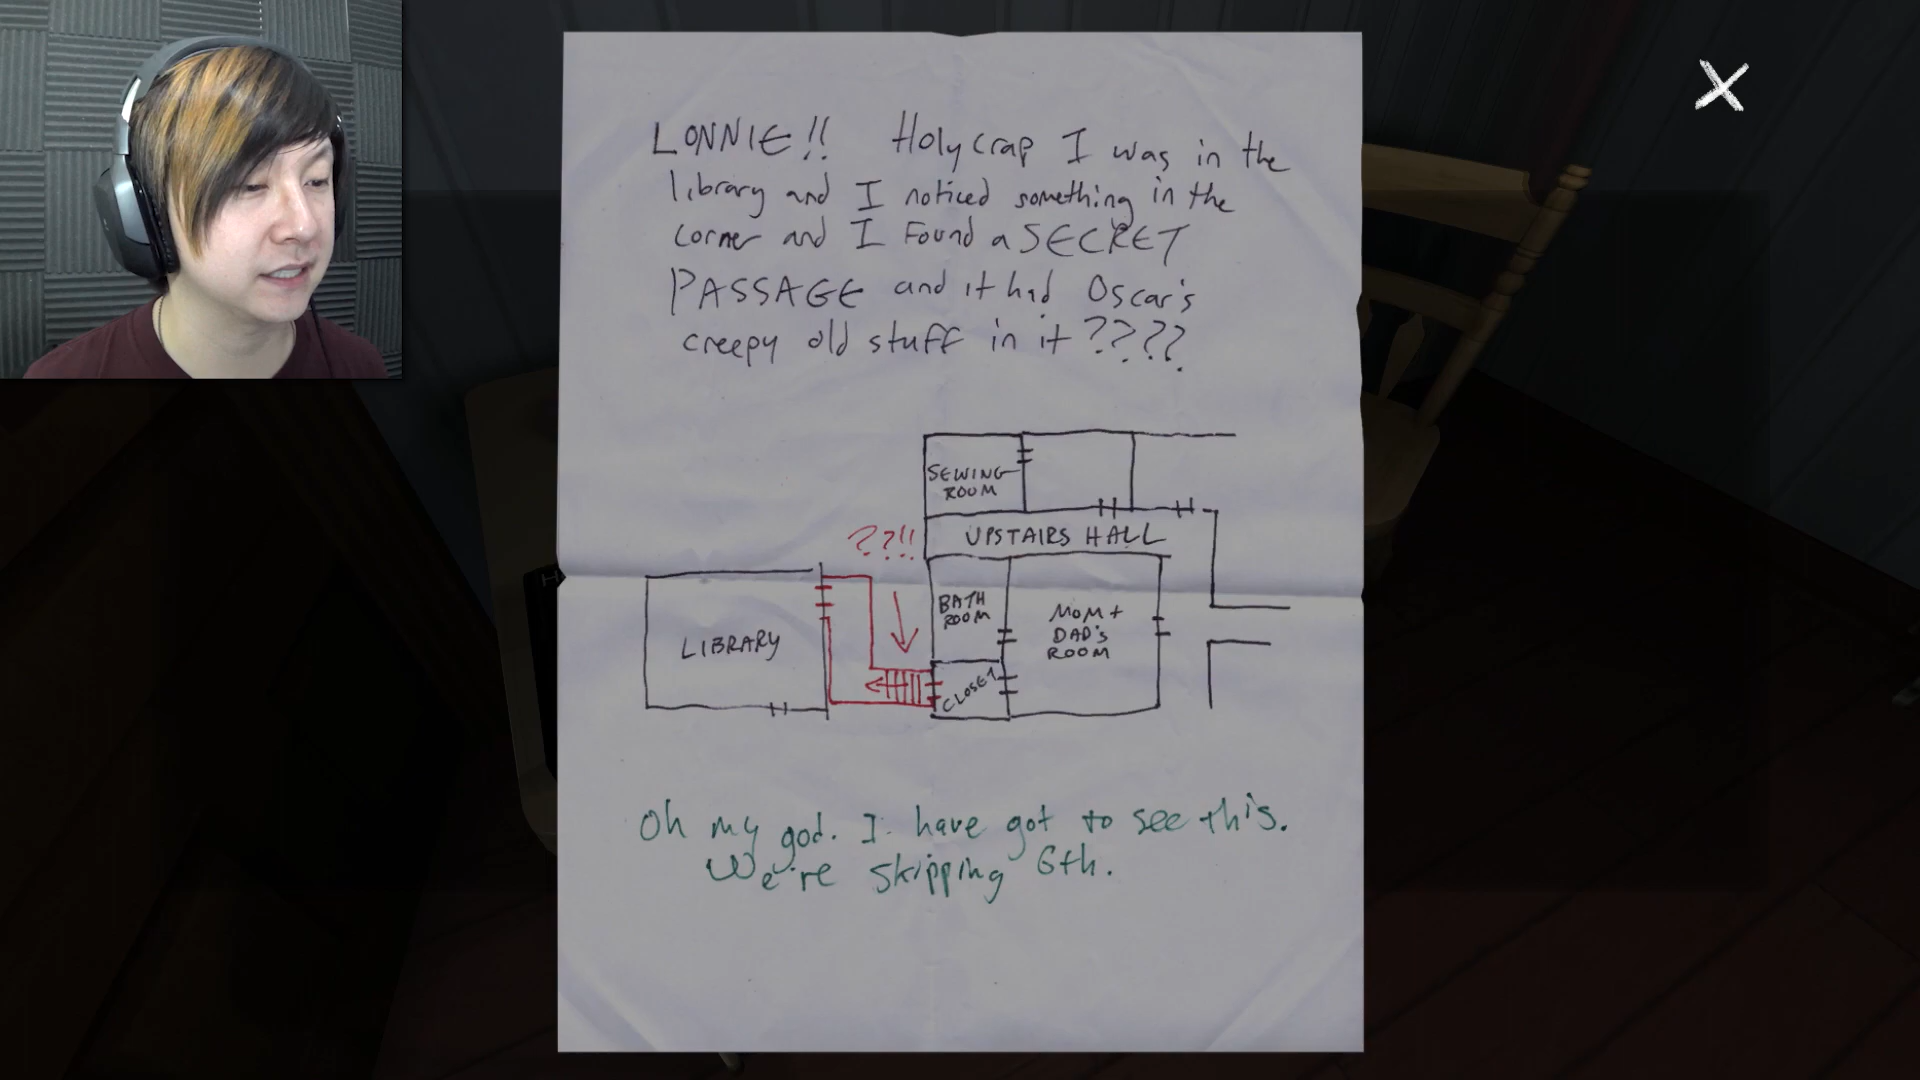 LONNIE!! Holy crap I was in the
library and I noticed something in the
corner and I Found a SECRET
PASSAGE and it had Oscar's
creepy old stuff in it ????
SEWING
ROOM
UPSTAIRS HALL
??!!
LIBRARY
BATH
ROOM
CLOSET
MOM +
DAD'S
ROOM
Oh my god. I have got to see this.
We're skipping 6th.